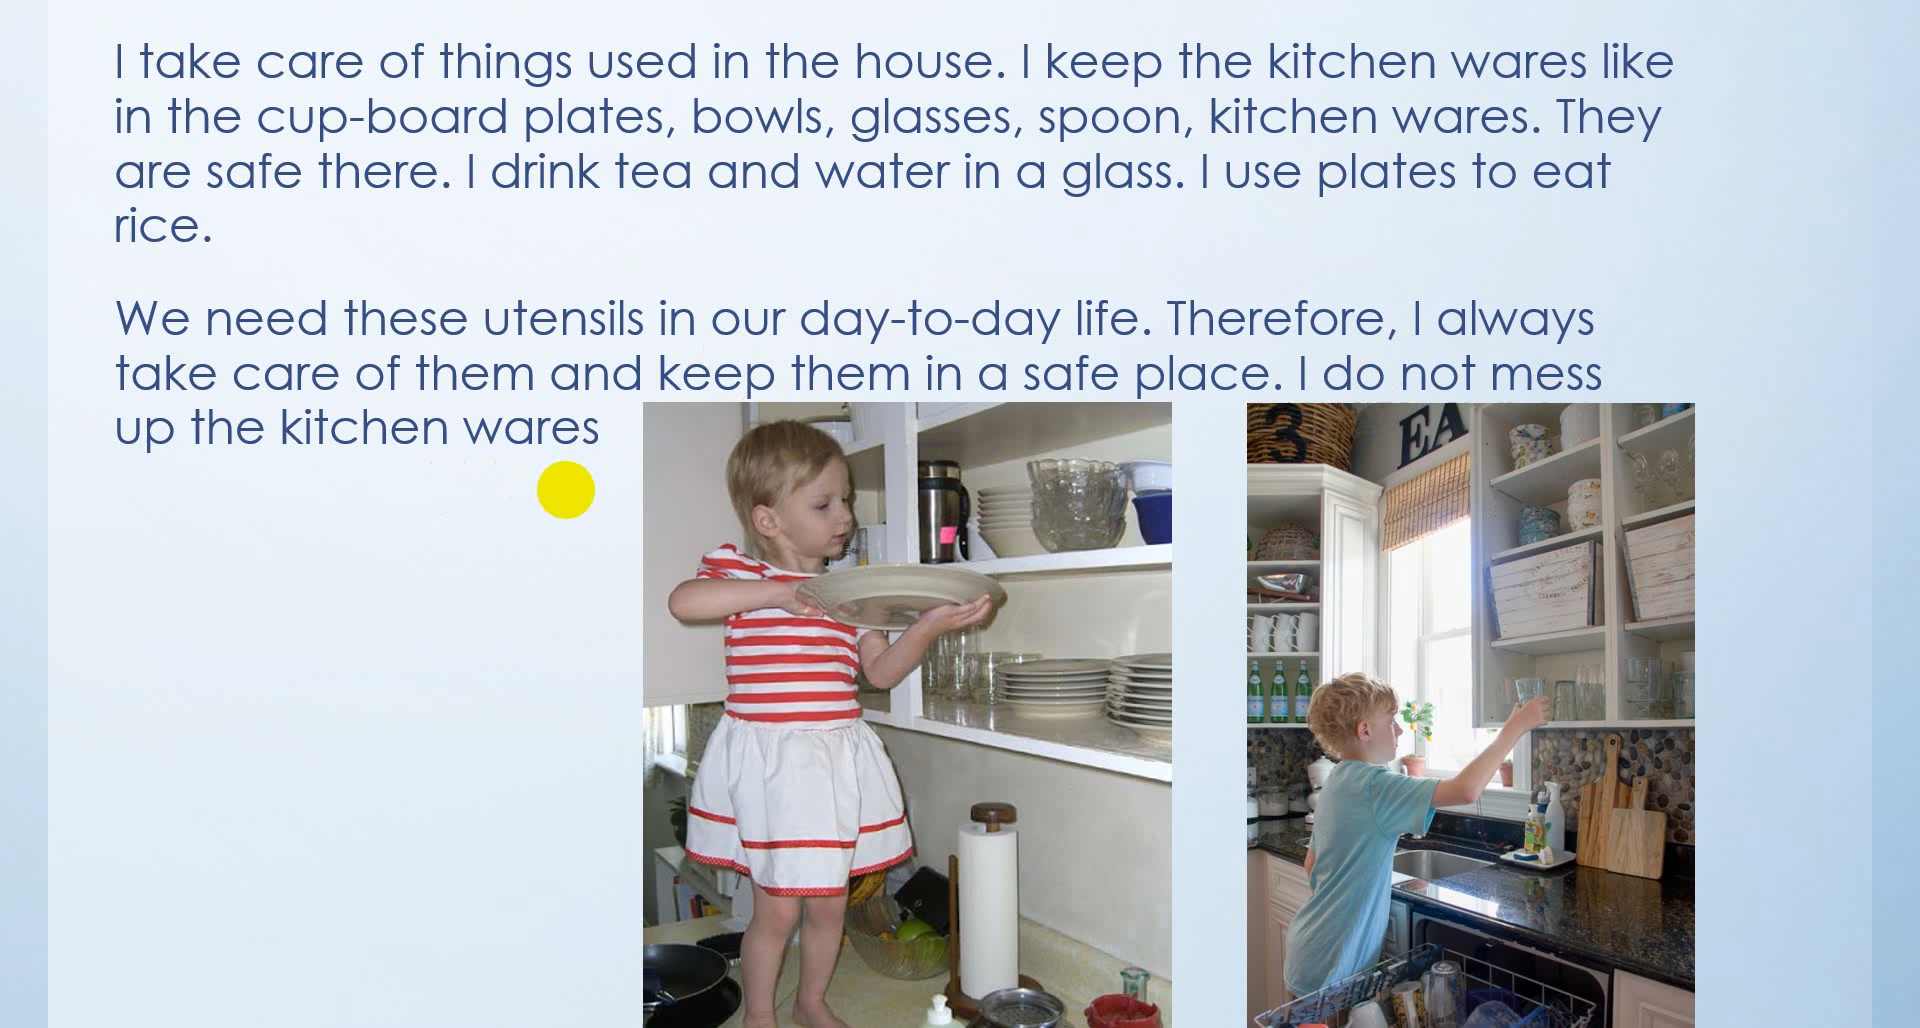 I take care of things used in the house. I keep the kitchen wares like
in the cup-board plates, bowls, glasses, spoon, kitchen wares. They
are safe there. I drink tea and water in a glass. I use plates to eat
rice.
We need these utensils in our day-to-day life. Therefore, I always
take care of them and keep them in a safe place. I do not mess
up the kitchen wares
3
EA